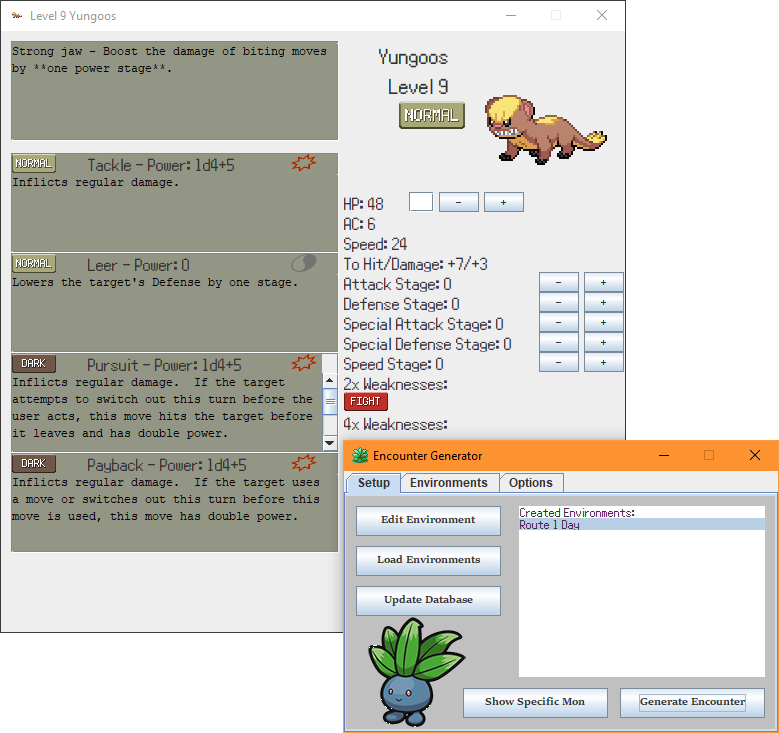 Level 9 Yungoos
Strong jaw - Boost the damage of biting moves
by **one power stage**.
NORMAL
Tackle - Power: 1d4+5
Inflicts regular damage.
NORMAL
Leer - Power: 0
Lowers the target's Defense by one stage.
DARK
Pursuit - Power: 1d4+5
Inflicts regular damage.  If the target
attempts to switch out this turn before the
user acts, this move hits the target before
it leaves and has double power.
DARK
Payback - Power: 1d4+5
Inflicts regular damage.  If the target uses
a move or switches out this turn before this
move is used, this move has double power.
Yungoos
Level 9
NORMAL
HP: 48
-
+
AC: 6
Speed: 24
To Hit/Damage: +7/+3
Attack Stage: 0
-
+
Defense Stage: 0
-
+
Special Attack Stage: 0
-
+
Special Defense Stage: 0
-
+
Speed Stage: 0
-
+
2x Weaknesses:
FIGHT
4x Weaknesses:
Encounter Generator
Setup
Environments
Options
Edit Environment
Load Environments
Update Database
Created Environments:
Route 1 Day
Show Specific Mon
Generate Encounter